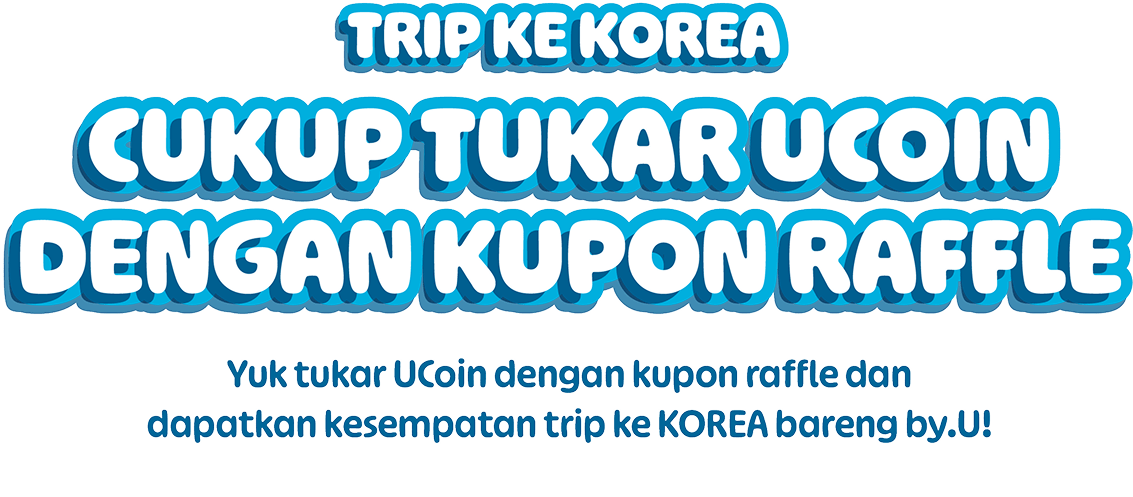 TRIP KE KOREA
CUKUP TUKAR UCOIN
DENGAN KUPON RAFFLE
Yuk tukar UCoin dengan kupon raffle dan
dapatkan kesempatan trip ke KOREA bareng by.U!